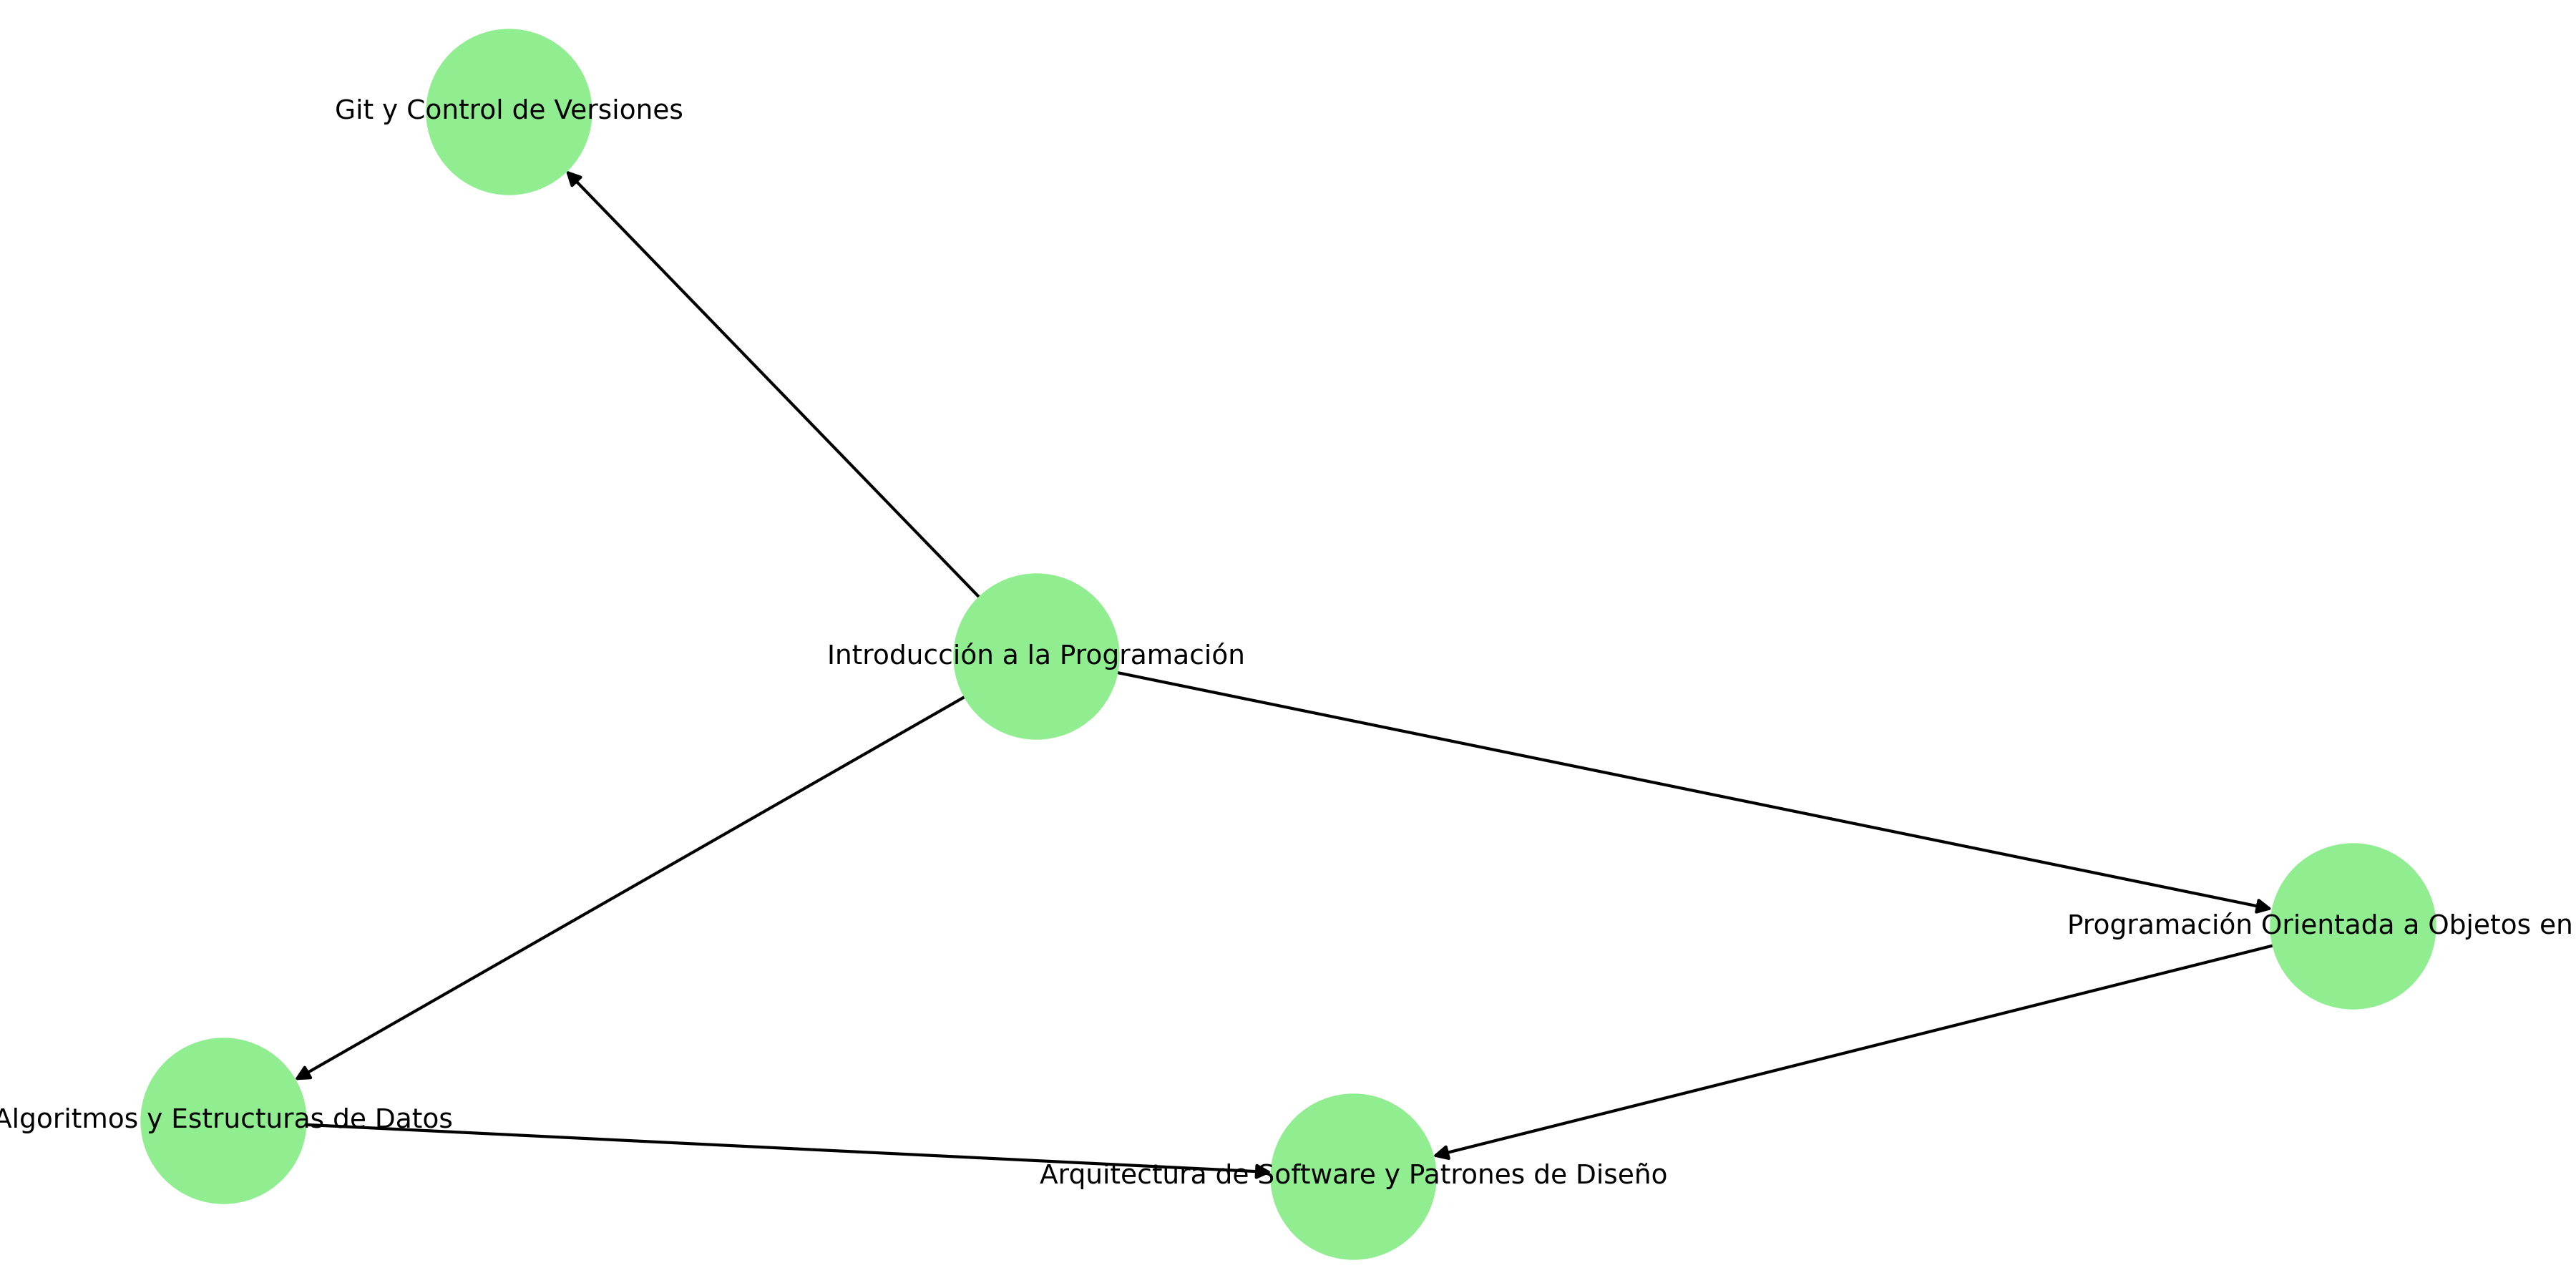 Git y Control de Versiones
Introducción a la Programación
Programación Orientada a Objetos en
Algoritmos y Estructuras de Datos
Arquitectura de Software y Patrones de Diseño